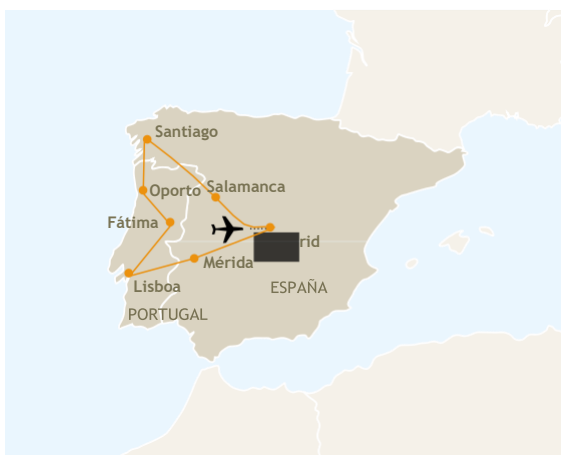 Santiago
Oporto
Salamanca
Fátima
Mérida
Lisboa
ESPAÑA
PORTUGAL